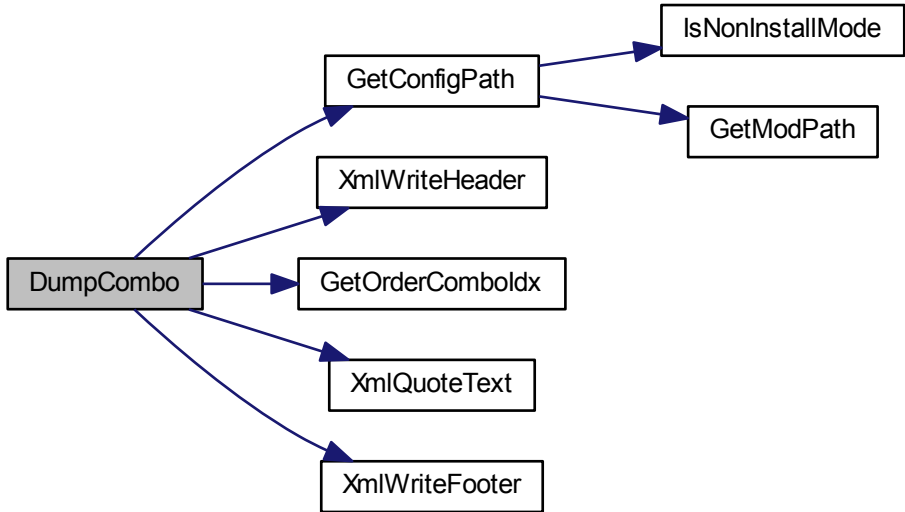 IsNonInstallMode
GetConfigPath
GetModPath
XmlWriteHeader
DumpCombo
GetOrderComboIdx
XmlQuoteText
XmlWriteFooter